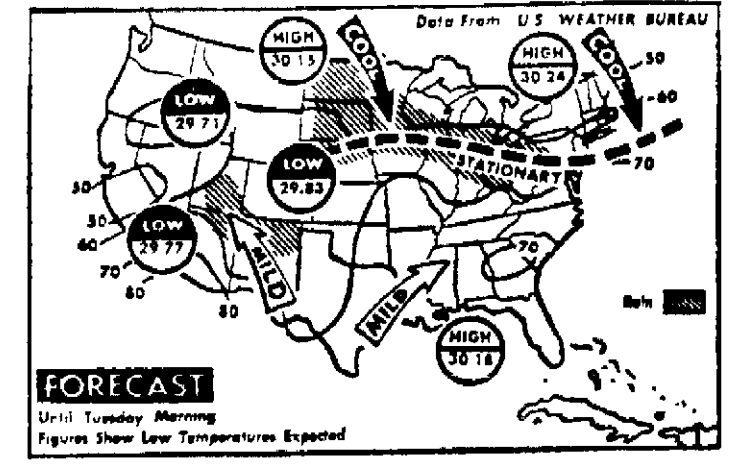 Data From U S WEATHER BUREAU
HIGH
30 15
COOL
HIGH
30 24
COOL
50
60
LOW
29 71
STATIONARY
70
LOW
29.83
50
50
60
LOW
29 77
70
80
80
MILD
70
MILD
Rain
HIGH
30 18
FORECAST
Until Tuesday Morning
Figures Show Low Temperatures Expected